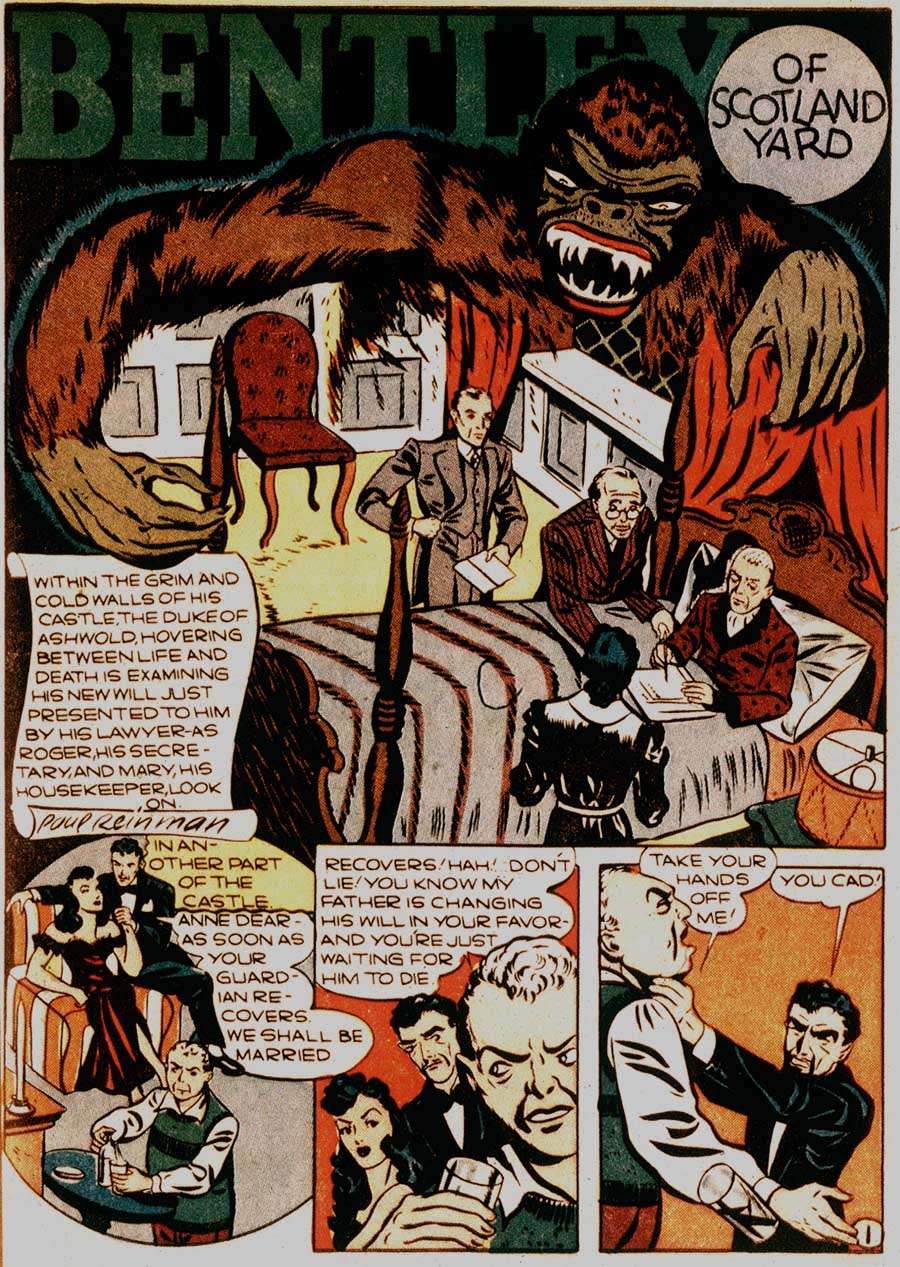 BENTLEY
OF
SCOTLAND
YARD
WITHIN THE GRIM AND
COLD WALLS OF HIS
CASTLE, THE DUKE OF
ASHWOLD, HOVERING
BETWEEN LIFE AND
DEATH IS EXAMINING
HIS NEW WILL JUST
PRESENTED TO HIM
BY HIS LAWYER-AS
ROGER, HIS SECRE-
TARY, AND MARY, HIS
HOUSEKEEPER, LOOK
ON.
Paul Reinman
IN AN-
OTHER PART
OF THE
CASTLE.
ANNE DEAR-
AS SOON AS
YOUR
GUARD-
IAN RE-
COVERS.
WE SHALL BE
MARRIED
RECOVERS! HAH! DON'T
LIE! YOU KNOW MY
FATHER IS CHANGING
HIS WILL IN YOUR FAVOR-
AND YOU'RE JUST
WAITING FOR
HIM TO DIE.
TAKE YOUR
HANDS
OFF
ME!
YOU CAD!
1